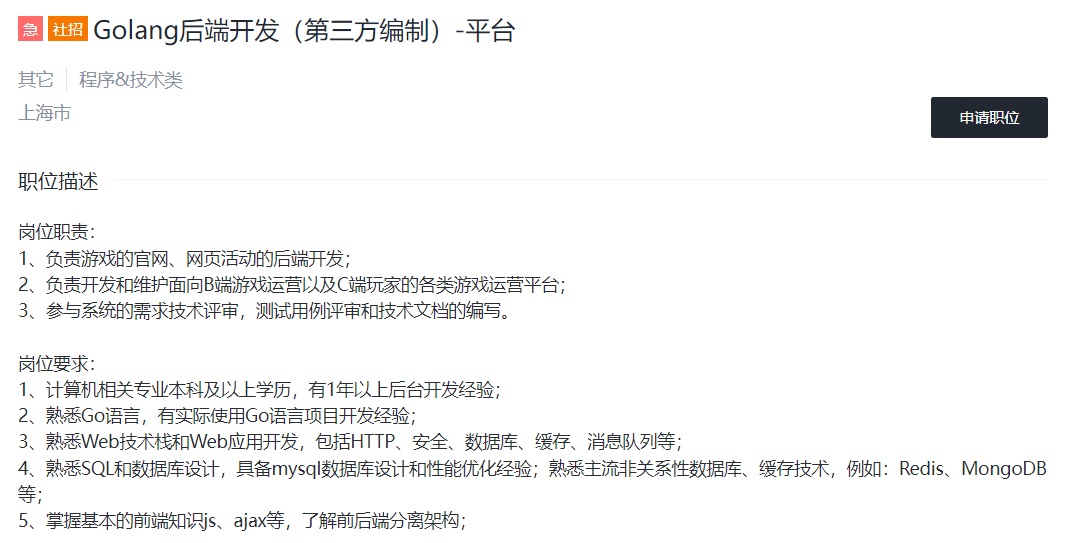 急 社招 Golang后端开发（第三方编制）-平台
其它 程序&技术类
上海市
申请职位
职位描述
岗位职责：
1、负责游戏的官网、网页活动的后端开发；
2、负责开发和维护面向B端游戏运营以及C端玩家的各类游戏运营平台；
3、参与系统的需求技术评审，测试用例评审和技术文档的编写。
岗位要求：
1、计算机相关专业本科及以上学历，有1年以上后台开发经验；
2、熟悉Go语言，有实际使用Go语言项目开发经验；
3、熟悉Web技术栈和Web应用开发，包括HTTP、安全、数据库、缓存、消息队列等；
4、熟悉SQL和数据库设计，具备mysql数据库设计和性能优化经验；熟悉主流非关系性数据库、缓存技术，例如：Redis、MongoDB
等；
5、掌握基本的前端知识js、ajax等，了解前后端分离架构；